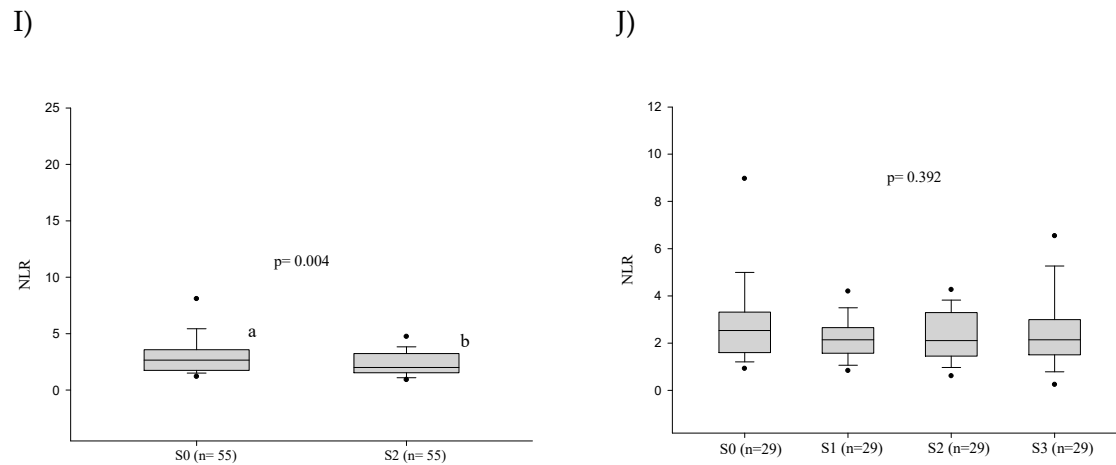 I)
25
20
15
10
5
0
NLR
p= 0.004
a
b
S0 (n= 55)
S2 (n= 55)
J)
12
10
8
6
4
2
0
NLR
p= 0.392
S0 (n=29)
S1 (n=29)
S2 (n=29)
S3 (n=29)